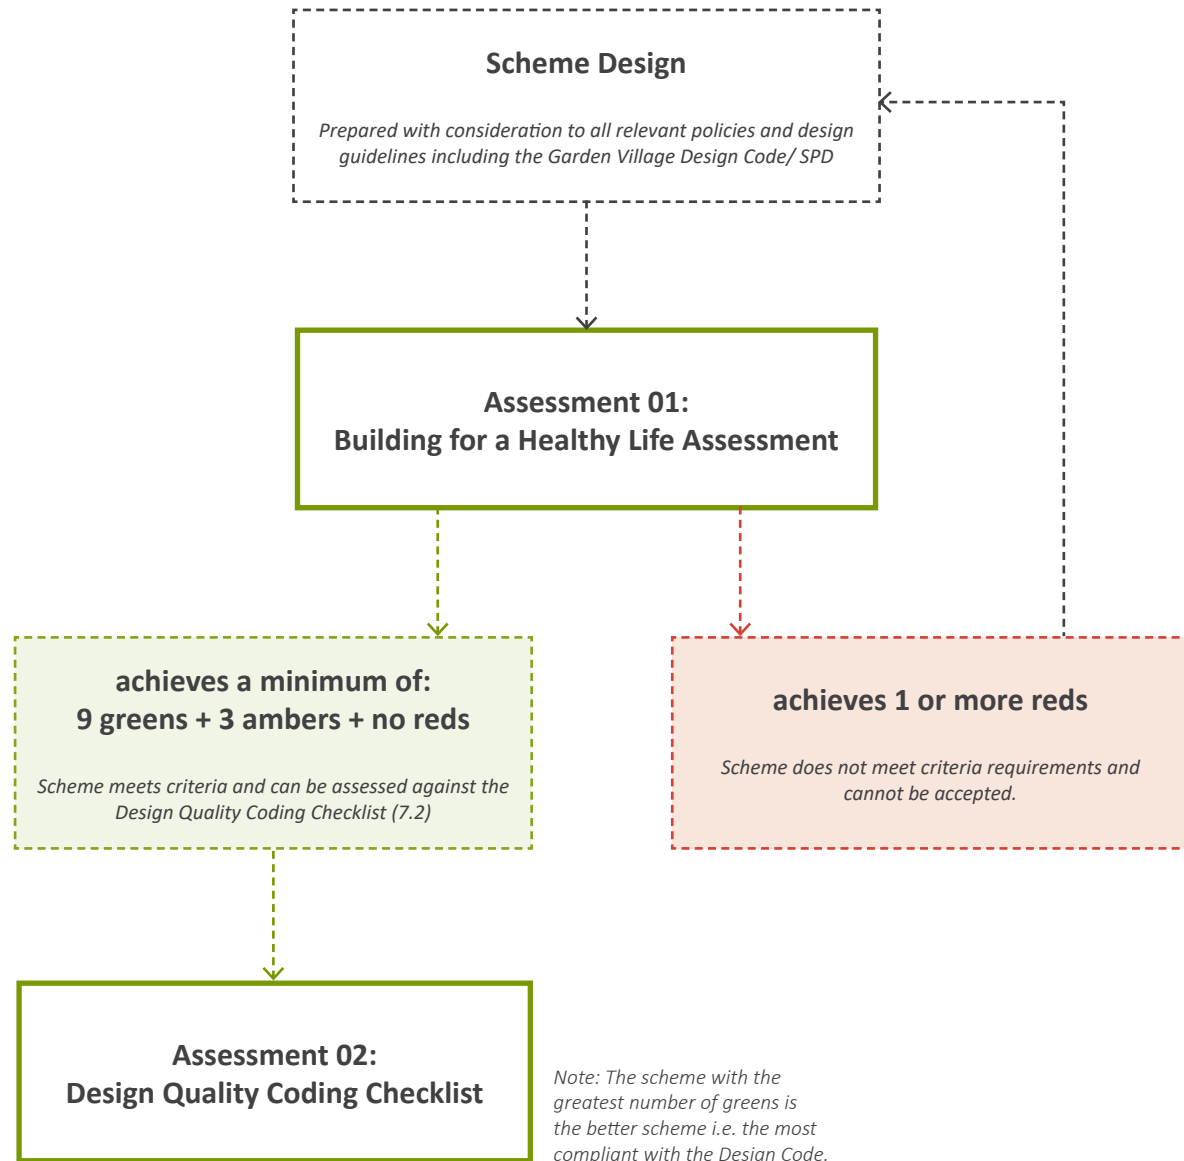 Scheme Design
Prepared with consideration to all relevant policies and design
guidelines including the Garden Village Design Code/ SPD
Assessment 01:
Building for a Healthy Life Assessment
achieves a minimum of:
9 greens + 3 ambers + no reds
Scheme meets criteria and can be assessed against the
Design Quality Coding Checklist (7.2)
achieves 1 or more reds
Scheme does not meet criteria requirements and
cannot be accepted.
Assessment 02:
Design Quality Coding Checklist
Note: The scheme with the
greatest number of greens is
the better scheme i.e. the most
compliant with the Design Code.